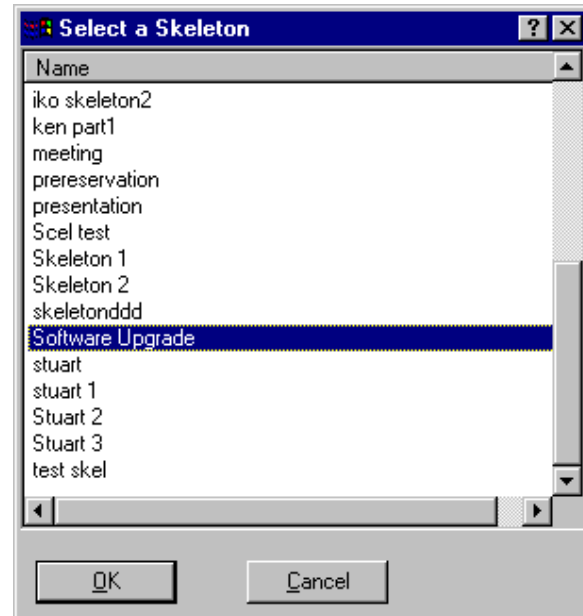 Select a Skeleton
Name
iko skeleton2
ken part1
meeting
prereservation
presentation
Scel test
Skeleton 1
Skeleton 2
skeletonddd
Software Upgrade
stuart
stuart 1
Stuart 2
Stuart 3
test skel
OK Cancel